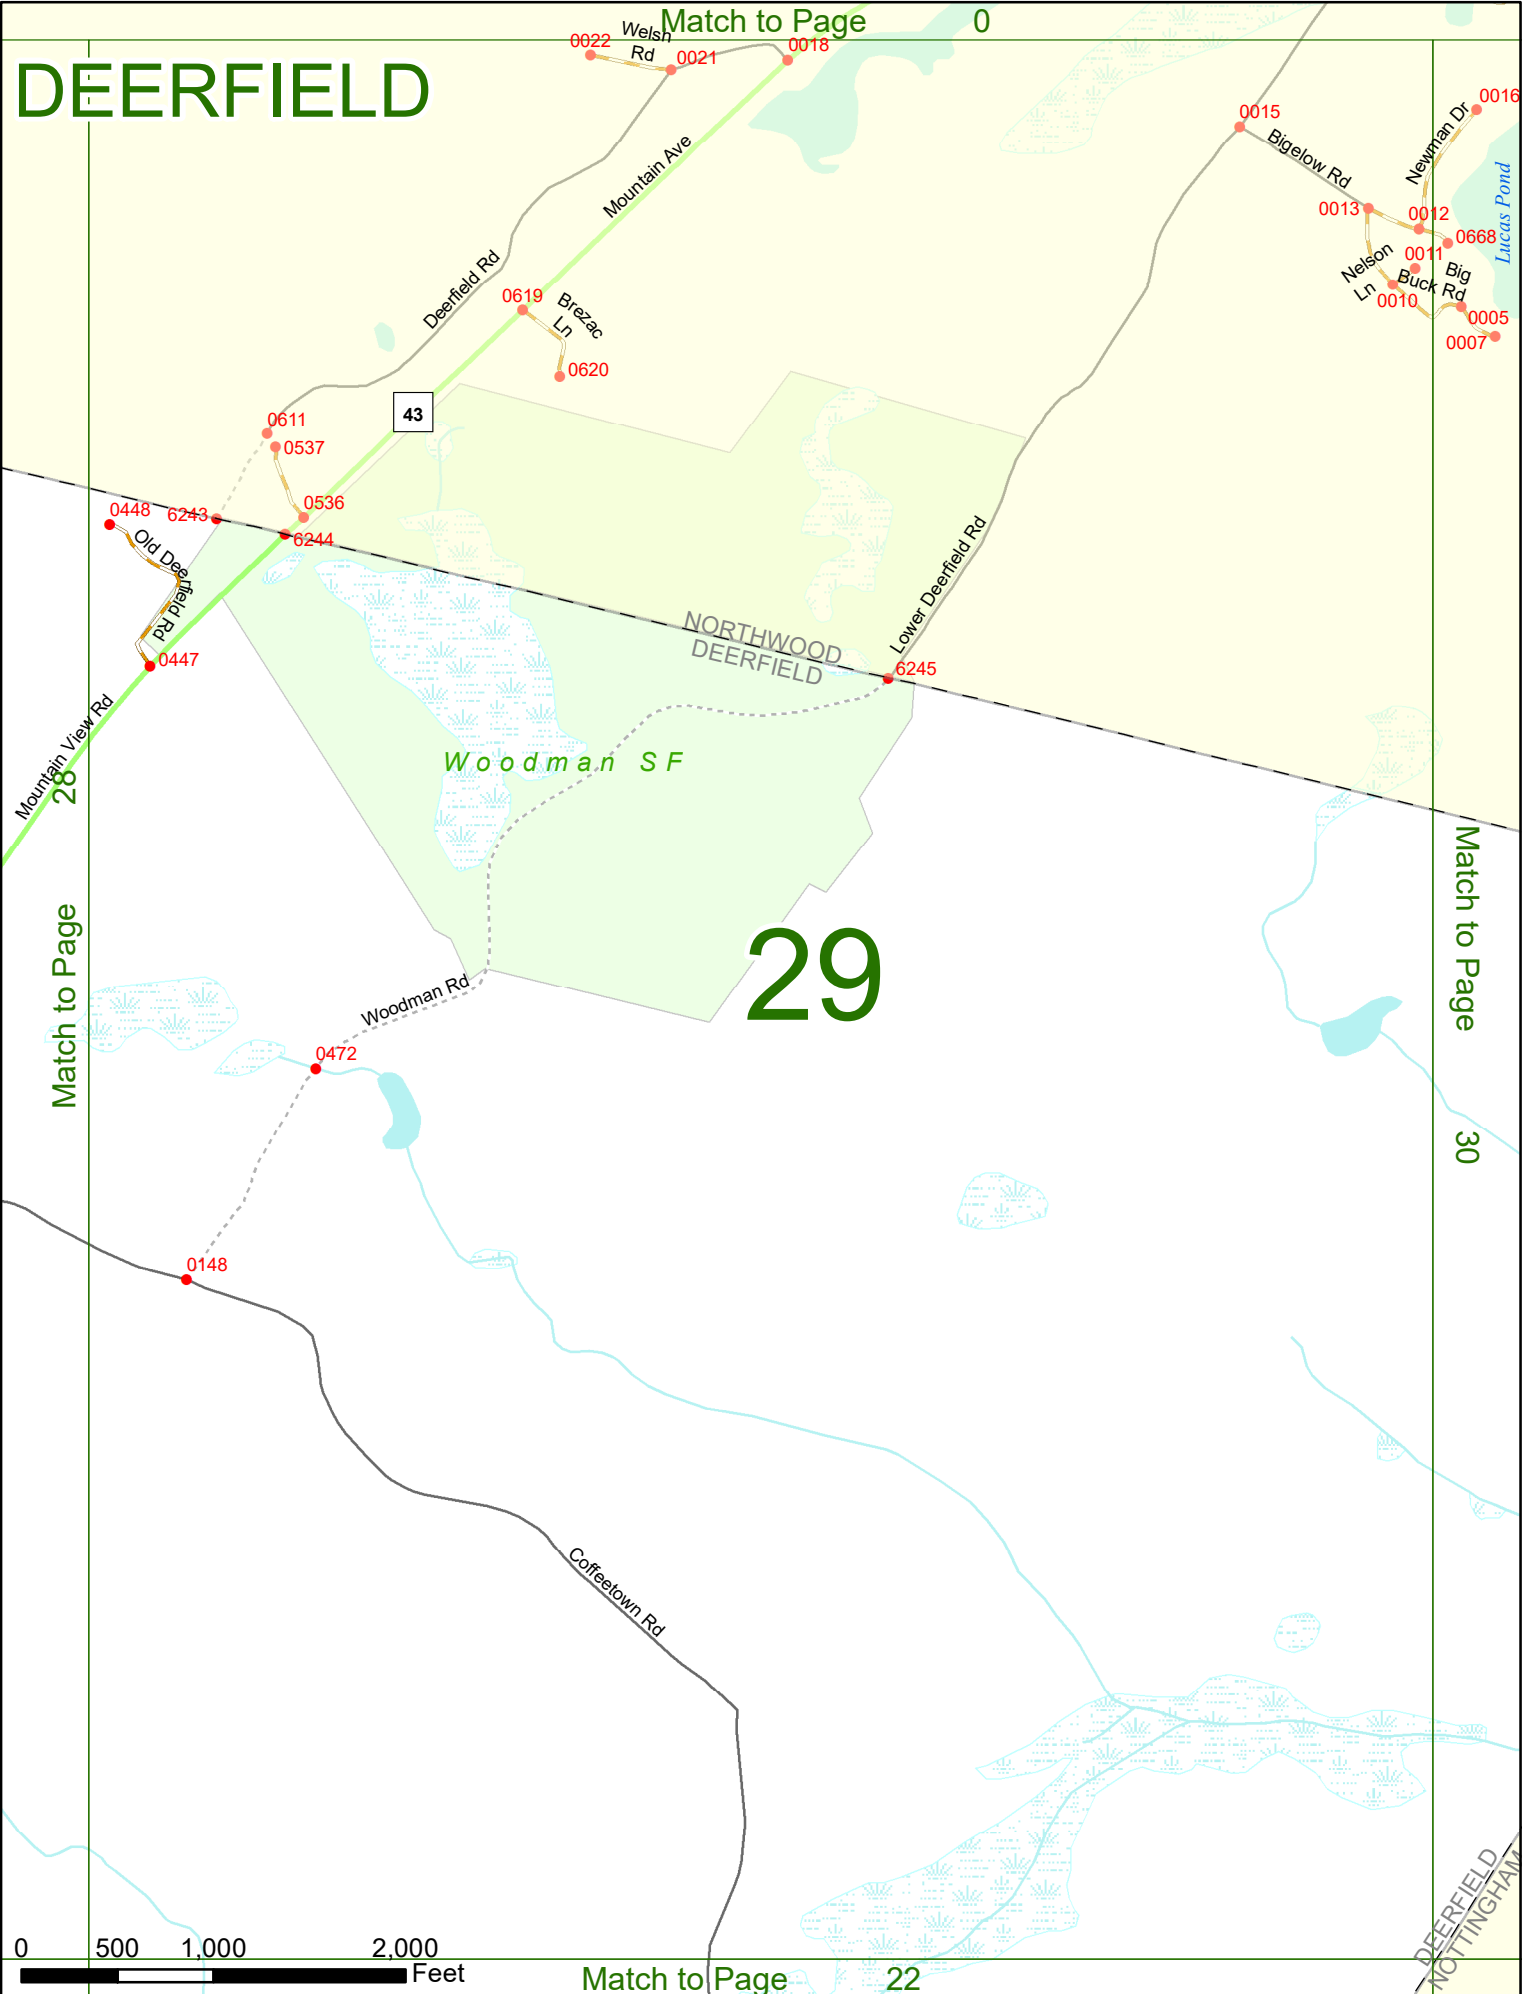 Match to Page 0
DEERFIELD
0022
Welsh
Rd
0021
0018
0015
0016
Newman Dr
Bigelow Rd
Mountain Ave
Lucas Pond
0013
0012
0668
0011
Nelson
Ln
Big
Buck Rd
0010
0005
0007
Deerfield Rd
0619
Brezac
Ln
0620
43
0611
0537
0536
0448
6243
6244
Old Deerfield Rd
Lower Deerfield Rd
NORTHWOOD
DEERFIELD
0447
6245
Mountain View Rd
28
Woodman SF
Match to Page
Match to Page
29
Woodman Rd
0472
30
0148
Coffeetown Rd
DEERFIELD
NOTTINGHAM
0 500 1,000 2,000
Feet
Match to Page 22